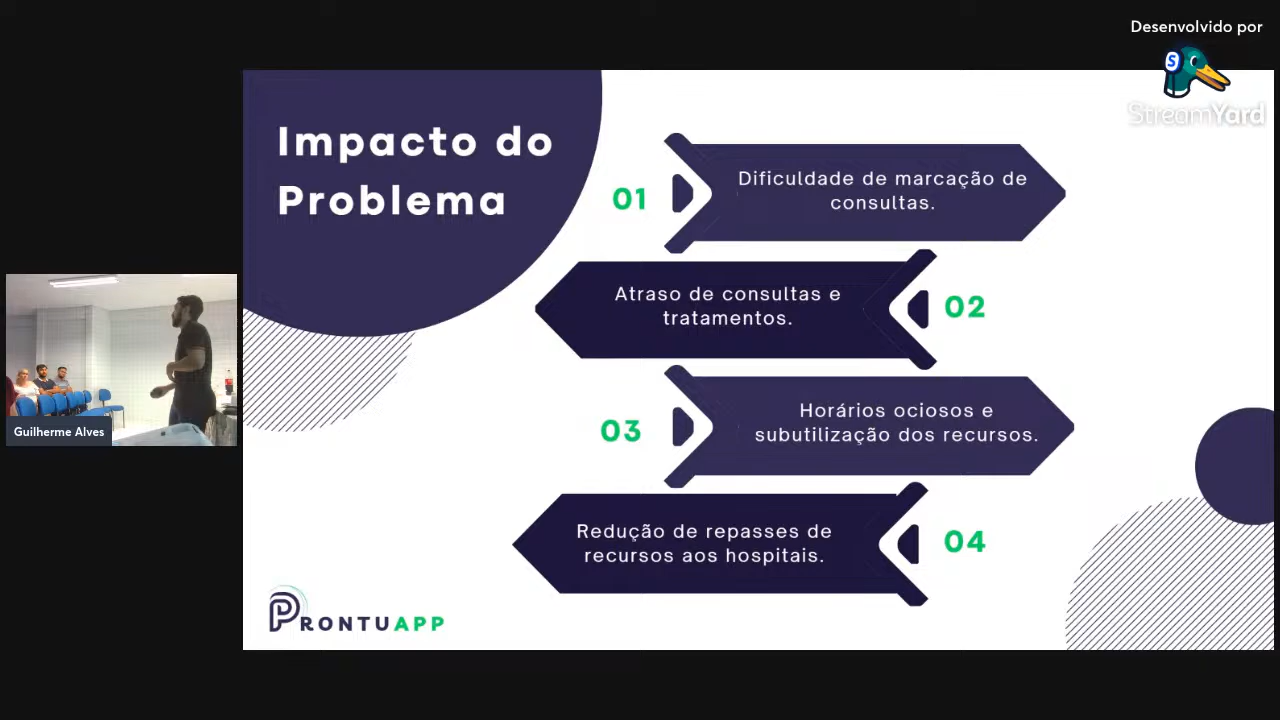 Desenvolvido por
StreamYard
Impacto do
Problema
01
Dificuldade de marcação de
consultas.
Atraso de consultas e
tratamentos.
02
03
Horários ociosos e
subutilização dos recursos.
Redução de repasses de
recursos aos hospitais.
04
Guilherme Alves
PRONTUAPP